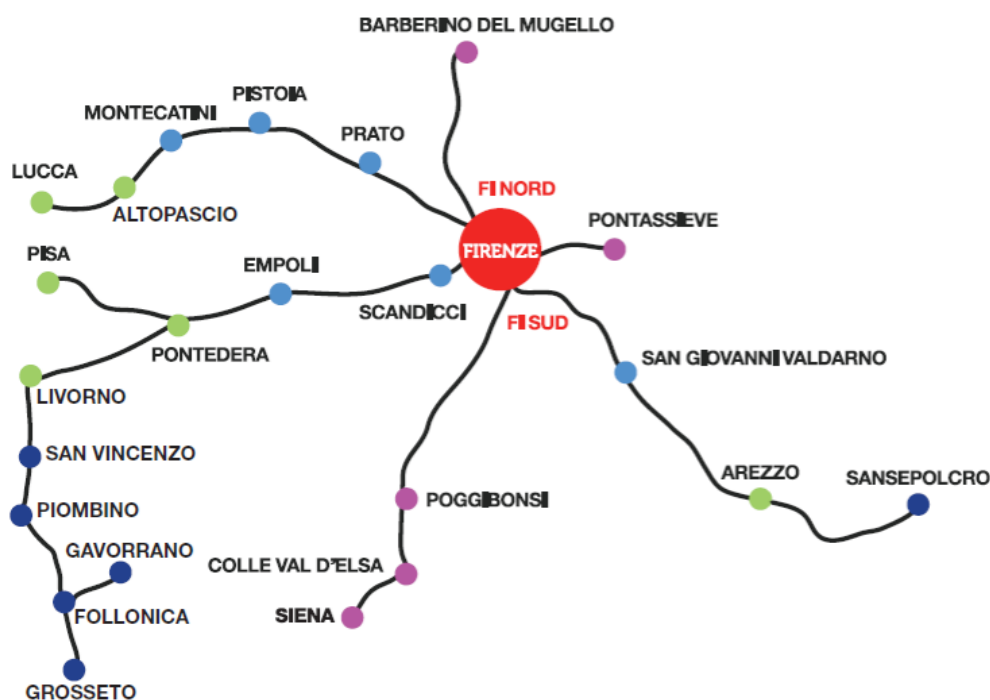 BARBERINO DEL MUGELLO
PISTOIA
MONTECATINI
PRATO
LUCCA
ALTOPASCIO
FI NORD
PONTASSIEVE
FIRENZE
PISA
EMPOLI
SCANDICCI
FI SUD
PONTEDERA
SAN GIOVANNI VALDARNO
LIVORNO
SAN VINCENZO
AREZZO
SANSEPOLCRO
POGGIBONSI
PIOMBINO
GAVORRANO
COLLE VAL D'ELSA
FOLLONICA
SIENA
GROSSETO